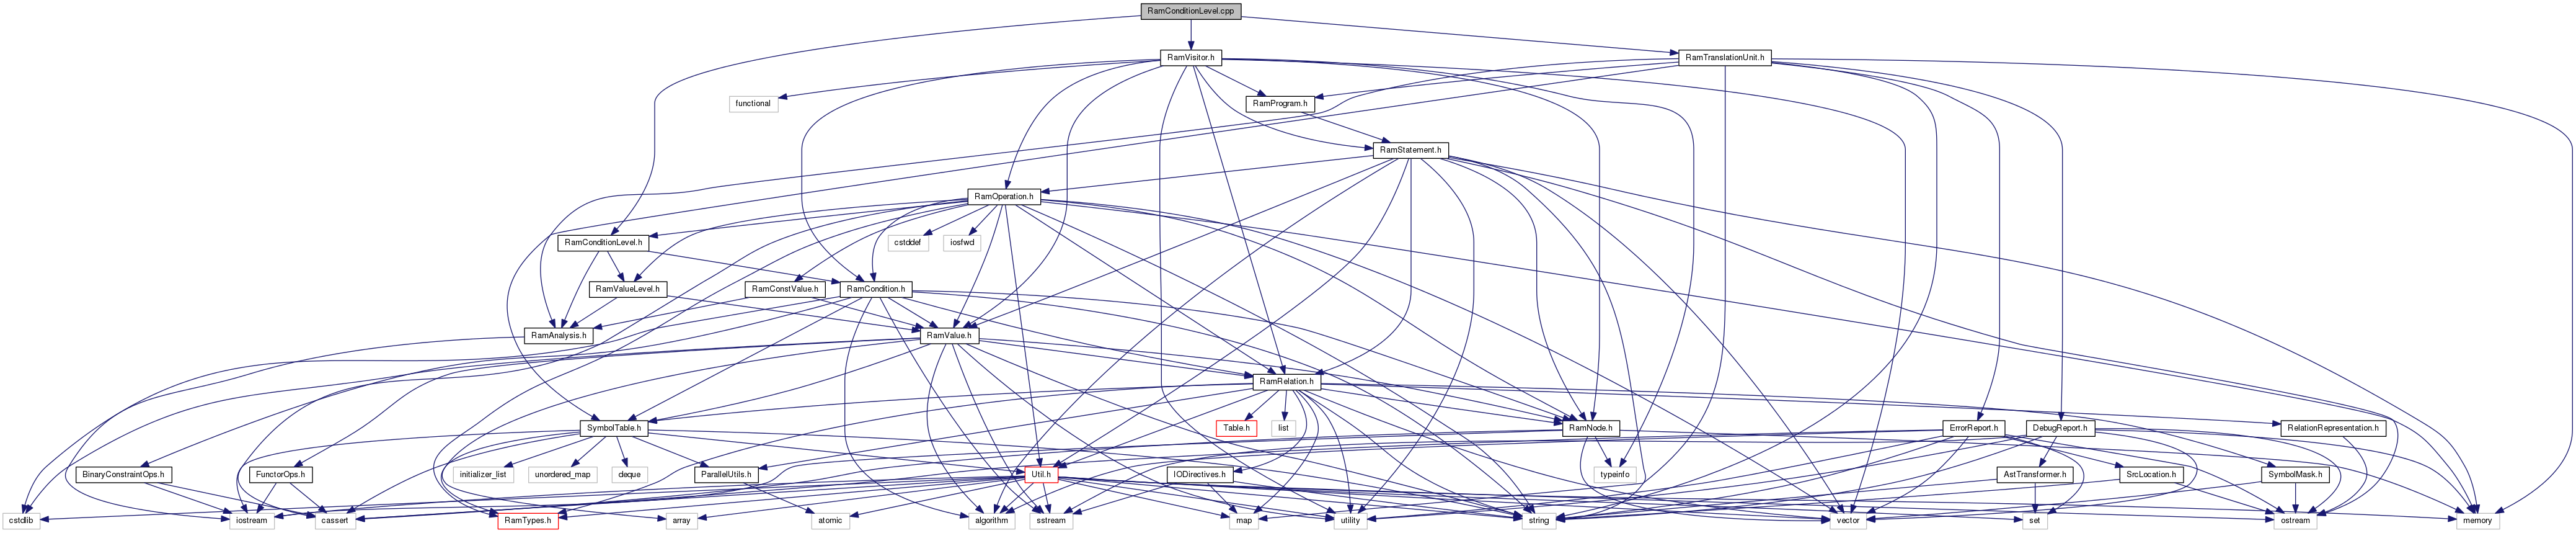 RamConditionLevel.cpp
RamVisitor.h
RamTranslationUnit.h
functional
RamProgram.h
RamStatement.h
RamOperation.h
RamConditionLevel.h
cstddef
iosfwd
RamValueLevel.h
RamConstValue.h
RamCondition.h
RamAnalysis.h
RamValue.h
RamRelation.h
SymbolTable.h
Table.h
list
RamNode.h
ErrorReport.h
DebugReport.h
RelationRepresentation.h
BinaryConstraintOps.h
FunctorOps.h
initializer_list
unordered_map
deque
ParallelUtils.h
Util.h
IODirectives.h
typeinfo
AstTransformer.h
SrcLocation.h
SymbolMask.h
cstdlib
iostream
cassert
RamTypes.h
array
atomic
algorithm
sstream
map
utility
string
vector
set
ostream
memory